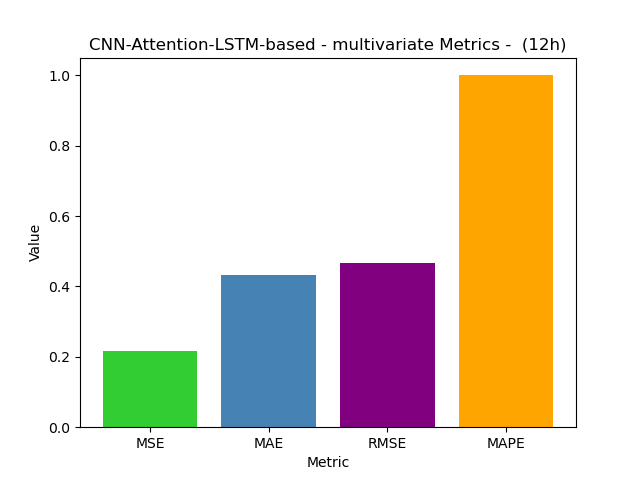 CNN-Attention-LSTM-based - multivariate Metrics -  (12h)
1.0
0.8
0.6
0.4
0.2
0.0
Value
MSE MAE RMSE MAPE
Metric